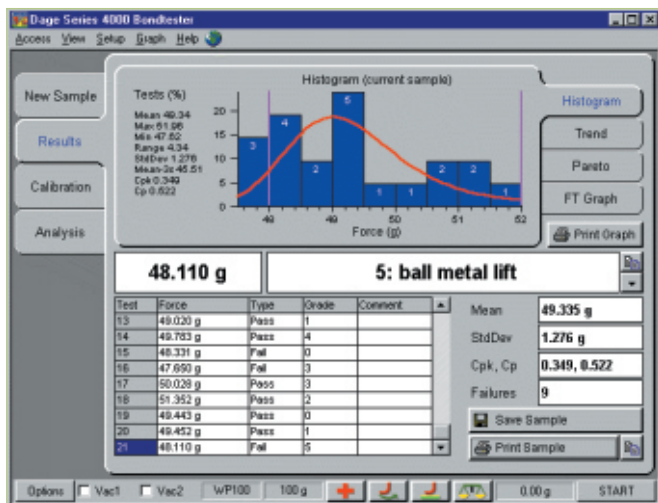 Dage Series 4000 Bondtester
Access View Setup Graph Help
New Sample
Results
Calibration
Analysis
Histogram (current sample)
Tests (%)
Mean 49.34
Max 51.96
Min 47.62
Range 4.34
StdDev 1.276
Mean-3s 45.51
Cpk 0.349
Cp 0.522
20
15
10
5
0
3 4 2 5 1 1 2 2 1
48 49 50 51 52
Force (g)
Histogram
Trend
Pareto
FT Graph
Print Graph
48.110 g
5: ball metal lift
Test Force Type Grade Comment
13 49.020 g Pass 1
14 49.783 g Pass 4
15 48.331 g Fail 0
16 47.650 g Fail 3
17 50.028 g Pass 3
18 51.352 g Pass 2
19 49.443 g Pass 0
20 49.452 g Pass 1
21 48.110 g Fail 5
Mean 49.335 g
StdDev 1.276 g
Cpk, Cp 0.349, 0.522
Failures 9
Save Sample
Print Sample
Options Vac1 Vac2 WP100 100 g 0.00 g START